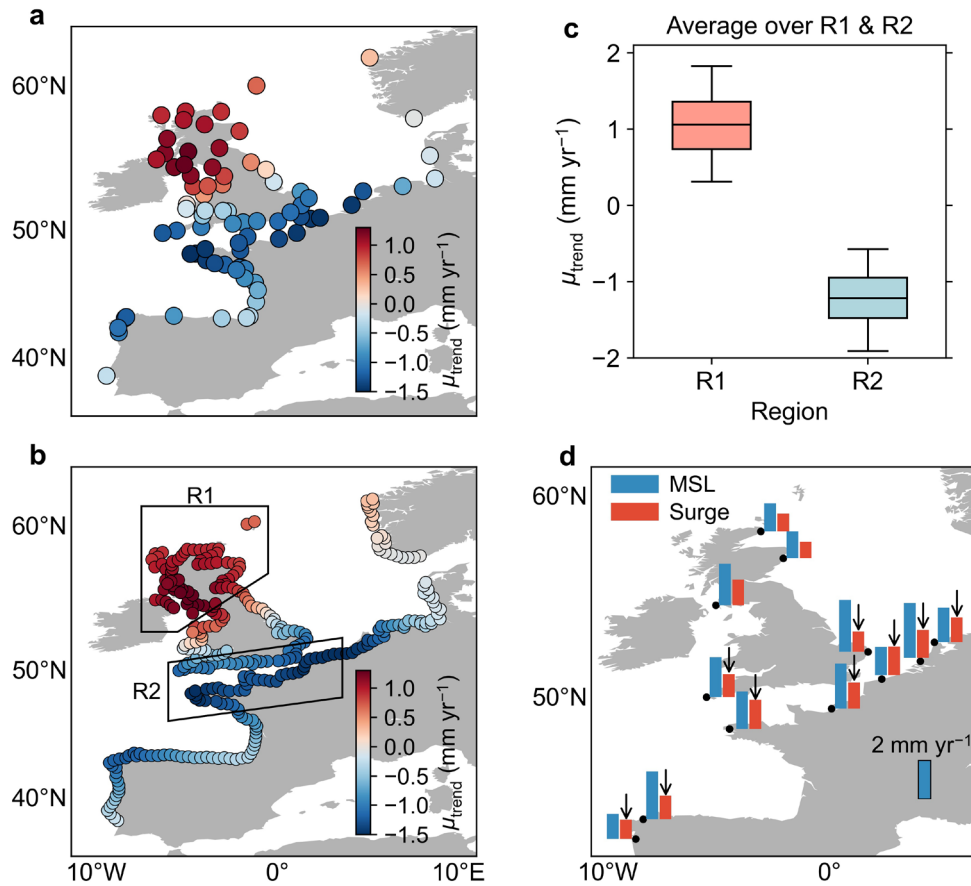 a
60°N
50°N
40°N
1.0
0.5
0.0
−0.5
−1.0
−1.5
μtrend (mm yr−1)
c
Average over R1 & R2
2
1
0
−1
−2
μtrend (mm yr−1)
R1
R2
Region
b
R1
R2
60°N
50°N
40°N
10°W
0°
10°E
1.0
0.5
0.0
−0.5
−1.0
−1.5
μtrend (mm yr−1)
d
MSL
Surge
60°N
50°N
2 mm yr−1
10°W
0°